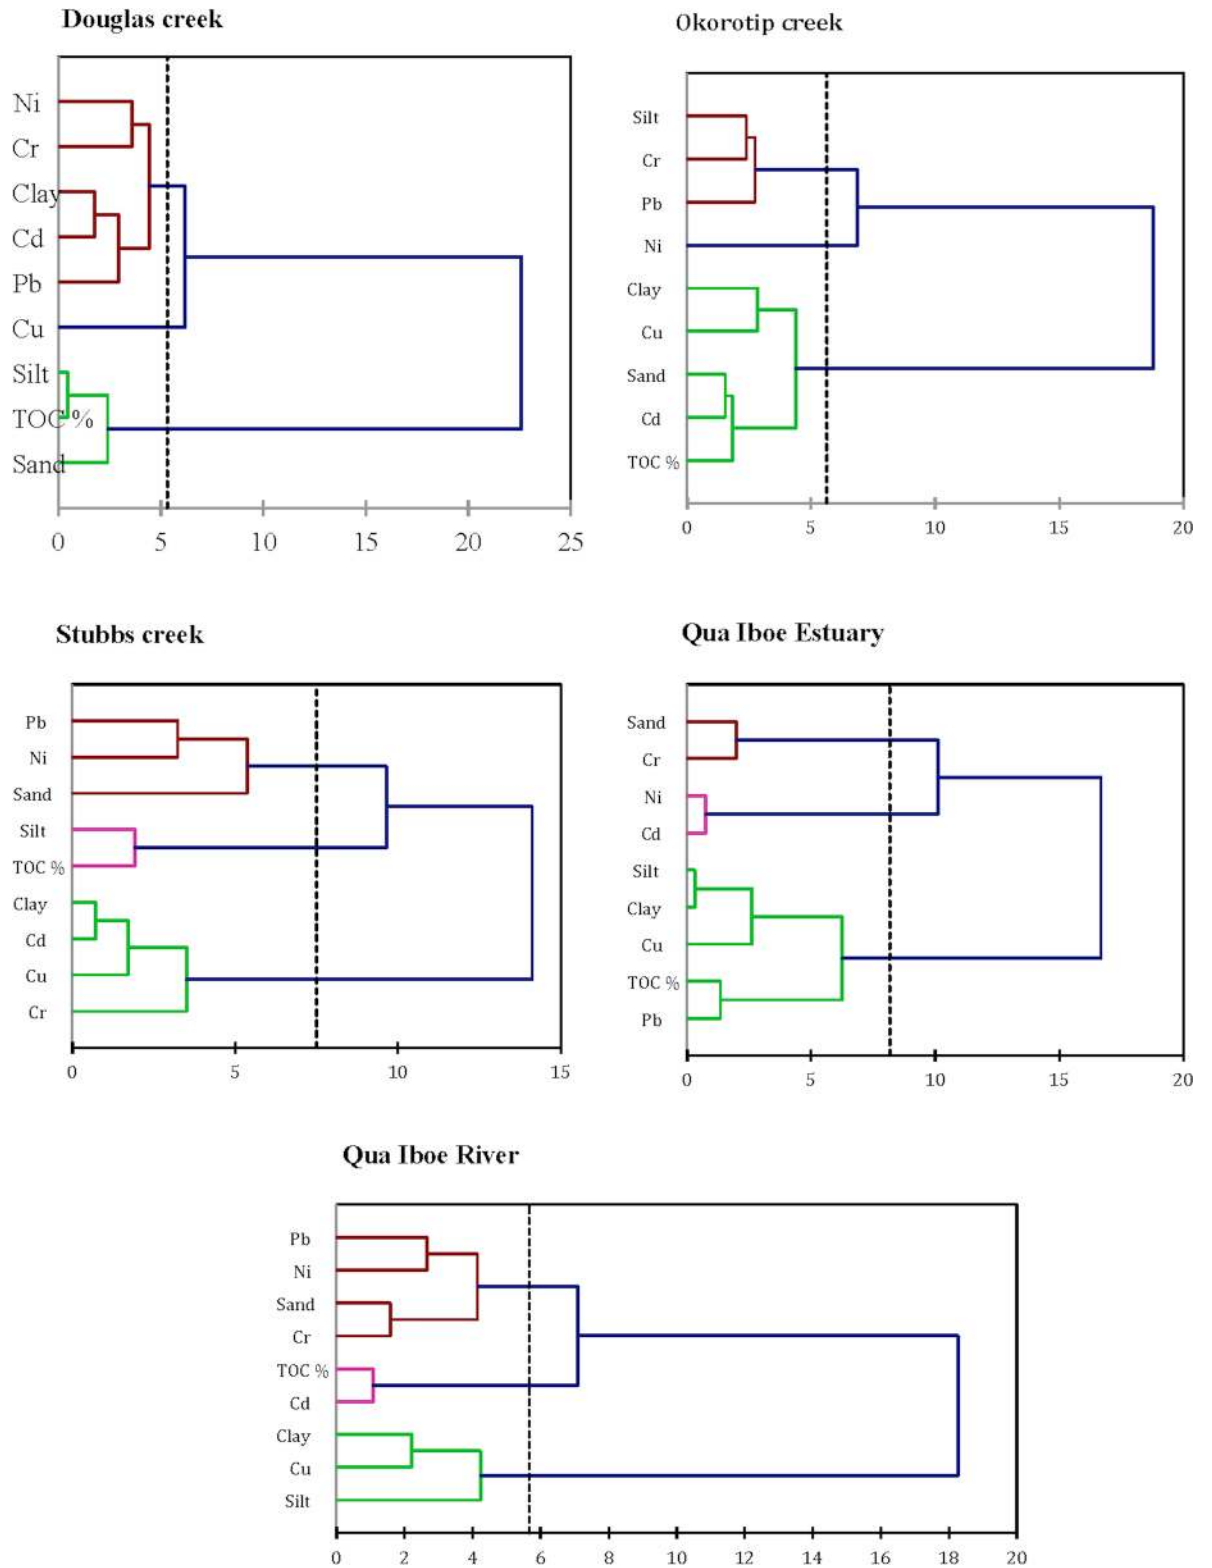 Douglas creek
Ni
Cr
Clay
Cd
Pb
Cu
Silt
TOC %
Sand
0 5 10 15 20 25
Okorotip creek
Silt
Cr
Pb
Ni
Clay
Cu
Sand
Cd
TOC %
0 5 10 15 20
Stubbs creek
Pb
Ni
Sand
Silt
TOC %
Clay
Cd
Cu
Cr
0 5 10 15
Qua Iboe Estuary
Sand
Cr
Ni
Cd
Silt
Clay
Cu
TOC %
Pb
0 5 10 15 20
Qua Iboe River
Pb
Ni
Sand
Cr
TOC %
Cd
Clay
Cu
Silt
0 2 4 6 8 10 12 14 16 18 20